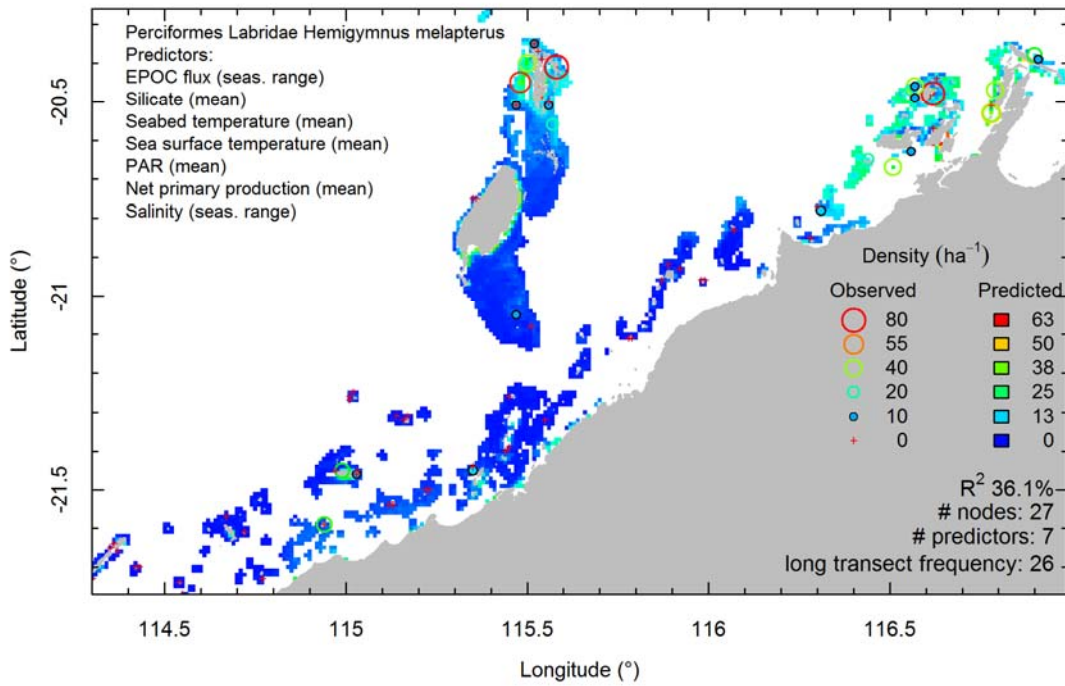 Perciformes Labridae Hemigymnus melapterus
Predictors:
EPOC flux (seas. range)
Silicate (mean)
Seabed temperature (mean)
Sea surface temperature (mean)
PAR (mean)
Net primary production (mean)
Salinity (seas. range)
-20.5
-21
-21.5
Latitude (°)
Density (ha⁻¹)
Observed Predicted
80 63
55 50
40 38
20 25
10 13
0 0
R² 36.1%
# nodes: 27
# predictors: 7
long transect frequency: 26
114.5 115 115.5 116 116.5
Longitude (°)